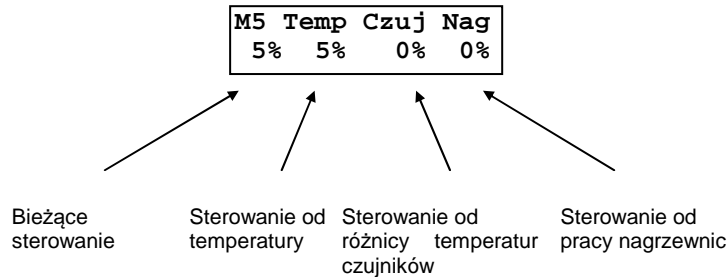 M5 Temp Czuj Nag
5% 5% 0% 0%
Bieżące
sterowanie
Sterowanie od
temperatury
Sterowanie od
różnicy temperatur
czujników
Sterowanie od
pracy nagrzewnic